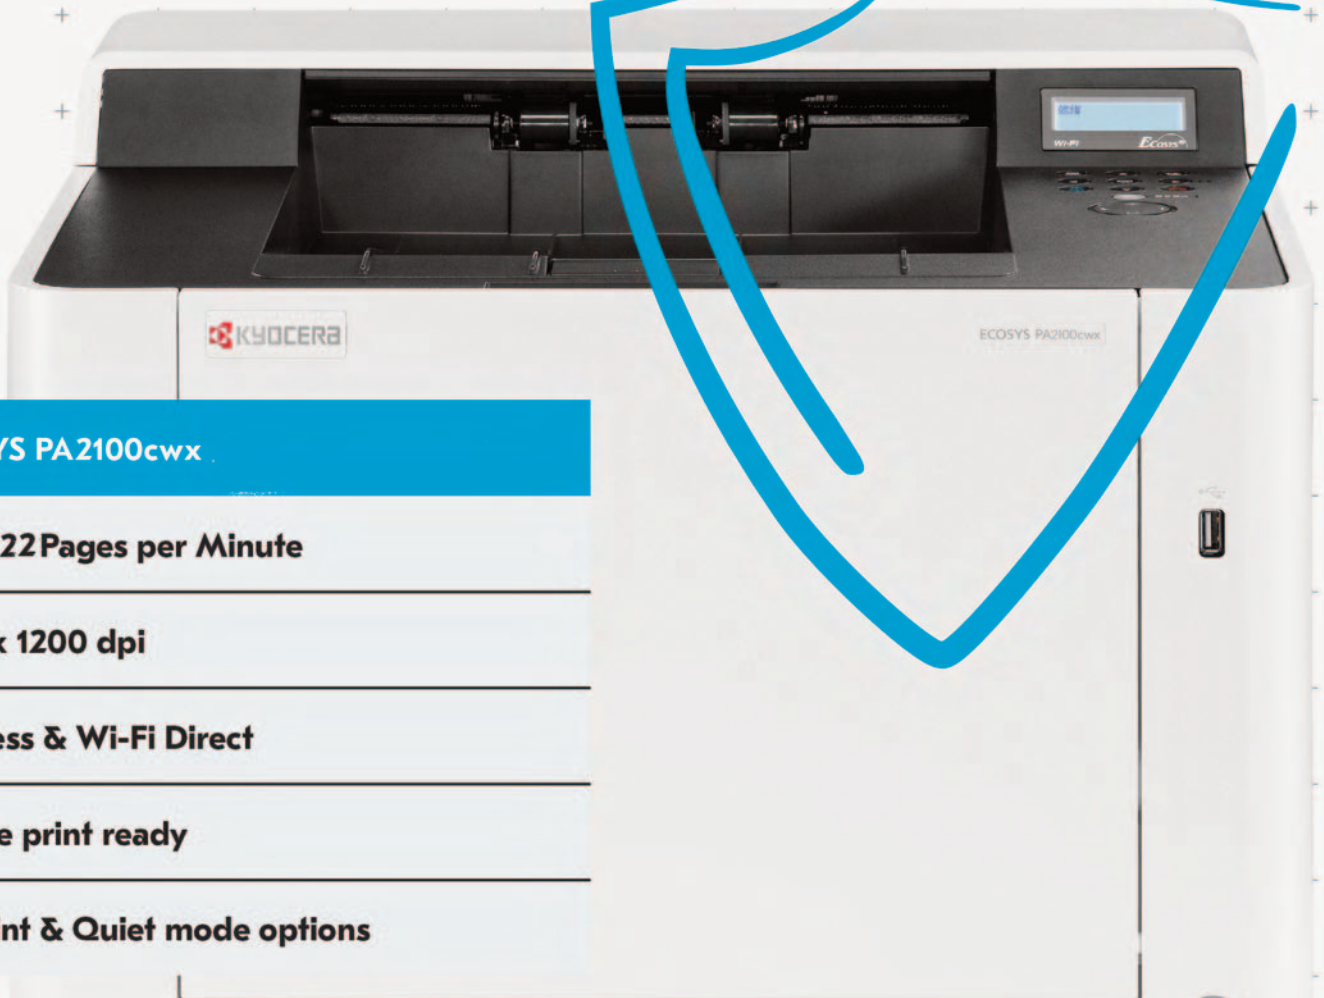 Wi-Fi
ECOSYS
KYOCERA
ECOSYS PA2100cwx
YS PA2100cwx
22 Pages per Minute
x 1200 dpi
ess & Wi-Fi Direct
e print ready
nt & Quiet mode options